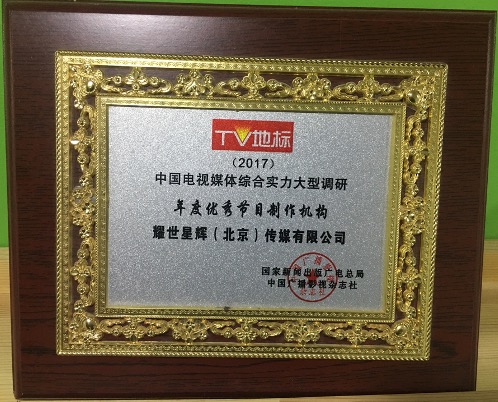 TV地标
（2017）
中国电视媒体综合实力大型调研
年度优秀节目制作机构
耀世星辉（北京）传媒有限公司
国家新闻出版广电总局
中国广播影视杂志社